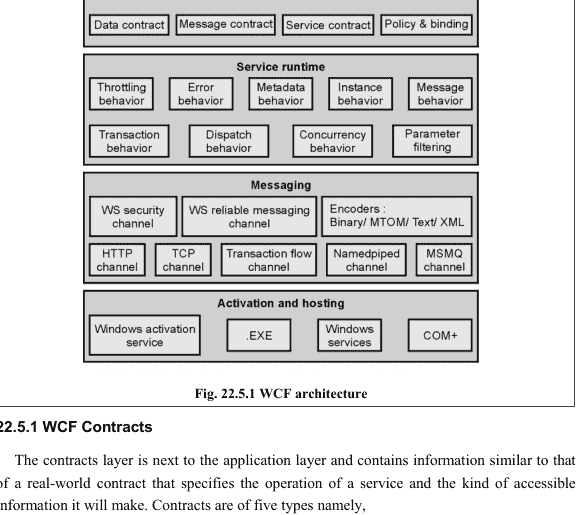 Data contract Message contract Service contract Policy & binding
Service runtime
Throttling behavior Error behavior Metadata behavior Instance behavior Message behavior
Transaction behavior Dispatch behavior Concurrency behavior Parameter filtering
Messaging
WS security channel WS reliable messaging channel Encoders : Binary/ MTOM/ Text/ XML
HTTP channel TCP channel Transaction flow channel Namedpiped channel MSMQ channel
Activation and hosting
Windows activation service .EXE Windows services COM+
Fig. 22.5.1 WCF architecture
22.5.1 WCF Contracts
The contracts layer is next to the application layer and contains information similar to that
of a real-world contract that specifies the operation of a service and the kind of accessible
information it will make. Contracts are of five types namely,